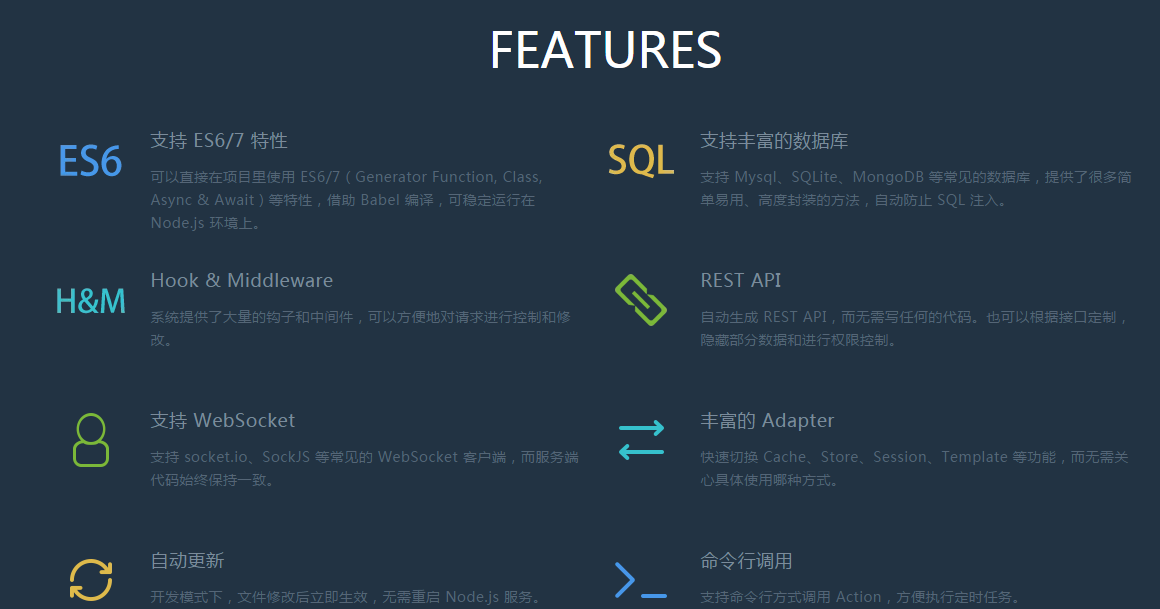 FEATURES
ES6
支持 ES6/7 特性
可以直接在项目里使用 ES6/7 ( Generator Function, Class,
Async & Await ) 等特性，借助 Babel 编译，可稳定运行在
Node.js 环境上。
SQL
支持丰富的数据库
支持 Mysql、SQLite、MongoDB 等常见的数据库，提供了很多简
单易用、高度封装的方法，自动防止 SQL 注入。
H&M
Hook & Middleware
系统提供了大量的钩子和中间件，可以方便地对请求进行控制和修
改。
REST API
自动生成 REST API，而无需写任何的代码。也可以根据接口定制，
隐藏部分数据和进行权限控制。
支持 WebSocket
支持 socket.io、SockJS 等常见的 WebSocket 客户端，而服务端
代码始终保持一致。
丰富的 Adapter
快速切换 Cache、Store、Session、Template 等功能，而无需关
心具体使用哪种方式。
自动更新
开发模式下，文件修改后立即生效，无需重启 Node.js 服务。
命令行调用
支持命令行方式调用 Action，方便执行定时任务。